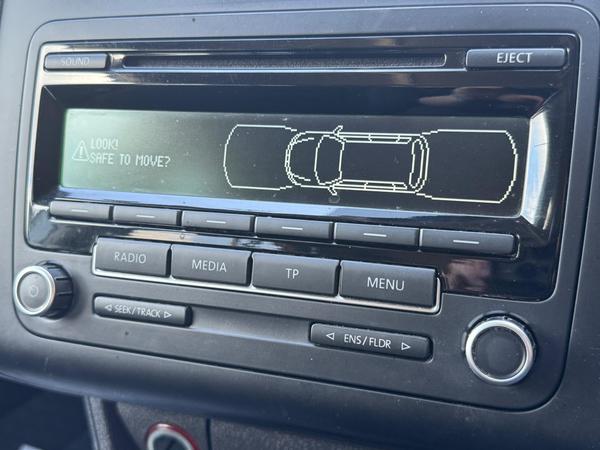 SOUND
EJECT
LOOK!
SAFE TO MOVE?
RADIO
MEDIA
TP
MENU
◁ SEEK/TRACK ▷
◁ ENS/FLDR ▷